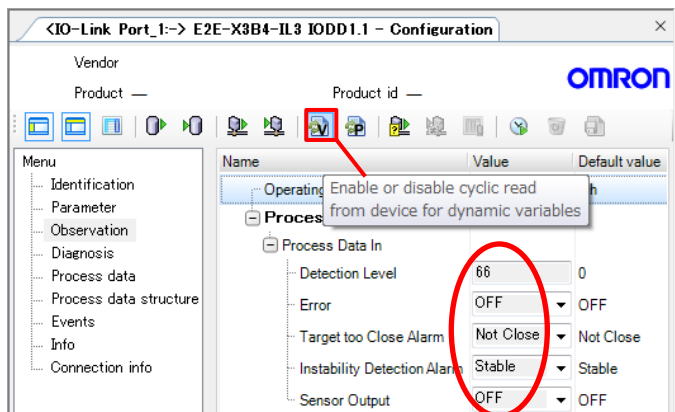 <IO-Link Port_1:-> E2E-X3B4-IL3 IODD1.1 - Configuration ×
Vendor
OMRON
Product — Product id —
V P ?
Menu Name Value Default value
Identification Operating Enable or disable cyclic read from device for dynamic variables h
Parameter
Observation Proces
Diagnosis Process Data In
Process data Detection Level 66 0
Process data structure Error OFF OFF
Events
Info Target too Close Alarm Not Close Not Close
Connection info Instability Detection Alarm Stable Stable
Sensor Output OFF OFF